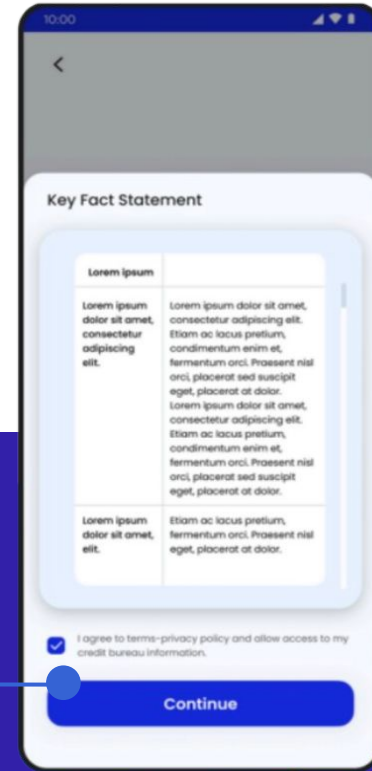 10:00
Key Fact Statement
Lorem ipsum
Lorem ipsum
dolor sit amet,
consectetur
adipiscing
elit.
Lorem ipsum dolor sit amet,
consectetur adipiscing elit.
Etiam ac lacus pretium,
condimentum enim et,
fermentum orci. Praesent nisl
orci, placerat sed suscipit
eget, placerat at dolor.
Lorem ipsum dolor sit amet,
consectetur adipiscing elit.
Etiam ac lacus pretium,
condimentum enim et,
fermentum orci. Praesent nisl
orci, placerat sed suscipit
eget, placerat at dolor.
Lorem ipsum
dolor sit amet,
elit.
Etiam ac lacus pretium,
fermentum orci. Praesent nisl
eget, placerat at dolor.
I agree to terms-privacy policy and allow access to my
credit bureau information.
Continue